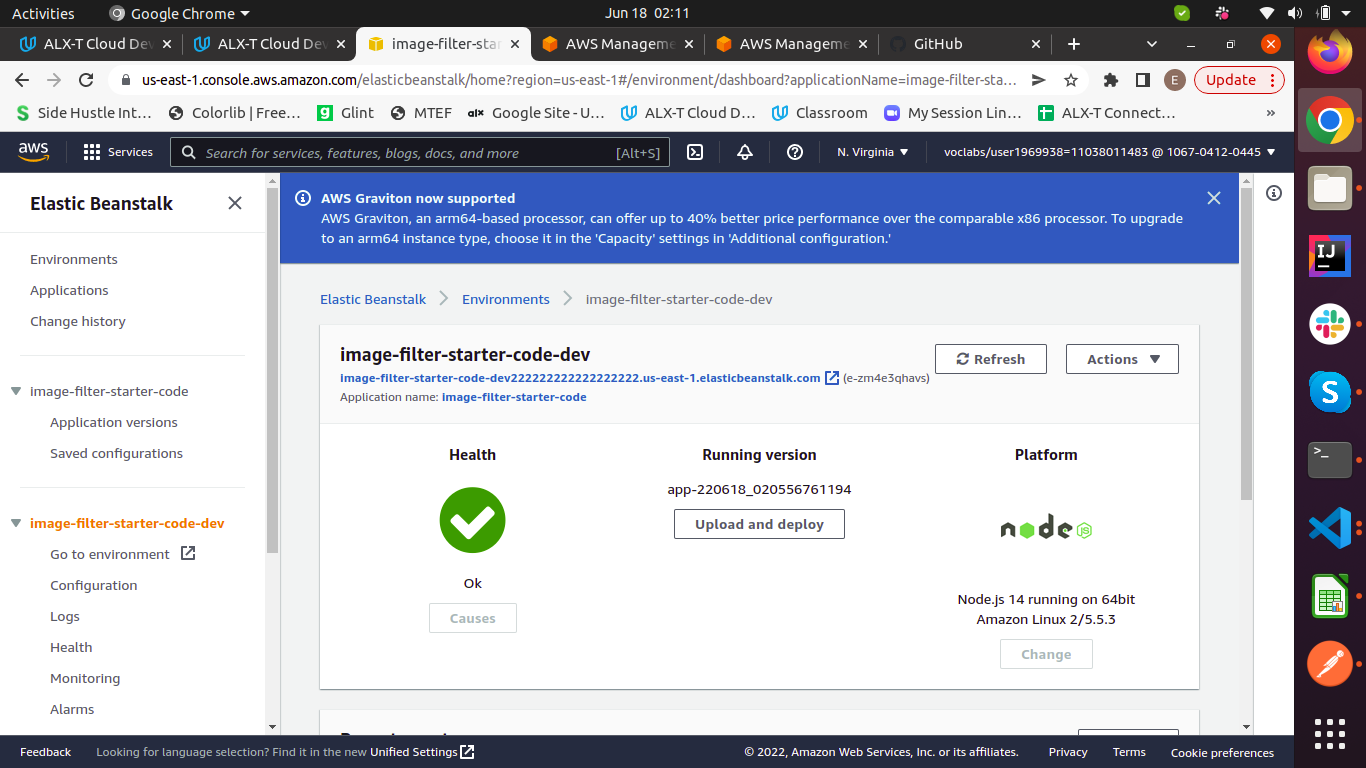 Activities
Google Chrome
Jun 18 02:11
ALX-T Cloud De
ALX-T Cloud De
image-filter-star
AWS Manageme
AWS Manageme
GitHub
us-east-1.console.aws.amazon.com/elasticbeanstalk/home?region=us-east-1#/environment/dashboard?applicationName=image-filter-sta...
E
Update
Side Hustle Int...
Colorlib | Free...
Glint
MTEF
alx
Google Site - U...
ALX-T Cloud D...
Classroom
My Session Lin...
ALX-T Connect...
»
aws
Services
Search for services, features, blogs, docs, and more
[Alt+S]
N. Virginia
voclabs/user1969938=11038011483 @ 1067-0412-0445
Elastic Beanstalk
Environments
Applications
Change history
image-filter-starter-code
Application versions
Saved configurations
image-filter-starter-code-dev
Go to environment
Configuration
Logs
Health
Monitoring
Alarms
AWS Graviton now supported
AWS Graviton, an arm64-based processor, can offer up to 40% better price performance over the comparable x86 processor. To upgrade
to an arm64 instance type, choose it in the 'Capacity' settings in 'Additional configuration.'
Elastic Beanstalk
Environments
image-filter-starter-code-dev
image-filter-starter-code-dev
Refresh
Actions
image-filter-starter-code-dev222222222222222222.us-east-1.elasticbeanstalk.com (e-zm4e3qhavs)
Application name: image-filter-starter-code
Health
Ok
Causes
Running version
app-220618_020556761194
Upload and deploy
Platform
node
JS
Node.js 14 running on 64bit
Amazon Linux 2/5.5.3
Change
IJ
S
>_
Feedback
Looking for language selection? Find it in the new Unified Settings
© 2022, Amazon Web Services, Inc. or its affiliates.
Privacy
Terms
Cookie preferences